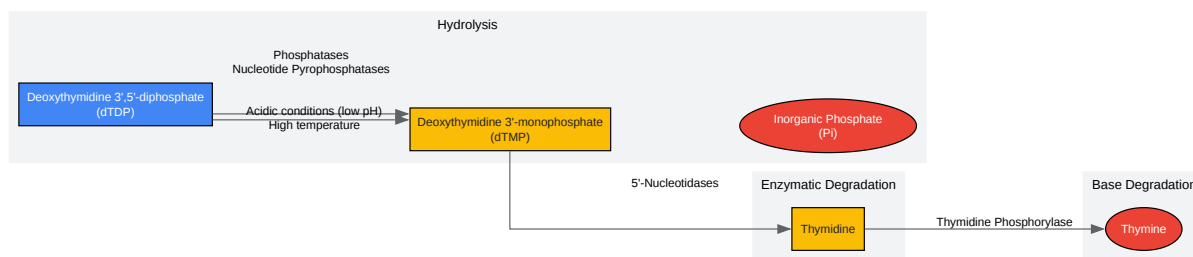 Hydrolysis
Phosphatases
Nucleotide Pyrophosphatases
Deoxythymidine 3',5'-diphosphate
(dTDP)
Acidic conditions (low pH)
High temperature
Deoxythymidine 3'-monophosphate
(dTMP)
Inorganic Phosphate
(Pi)
5'-Nucleotidases
Enzymatic Degradation
Base Degradation
Thymidine
Thymidine Phosphorylase
Thymine